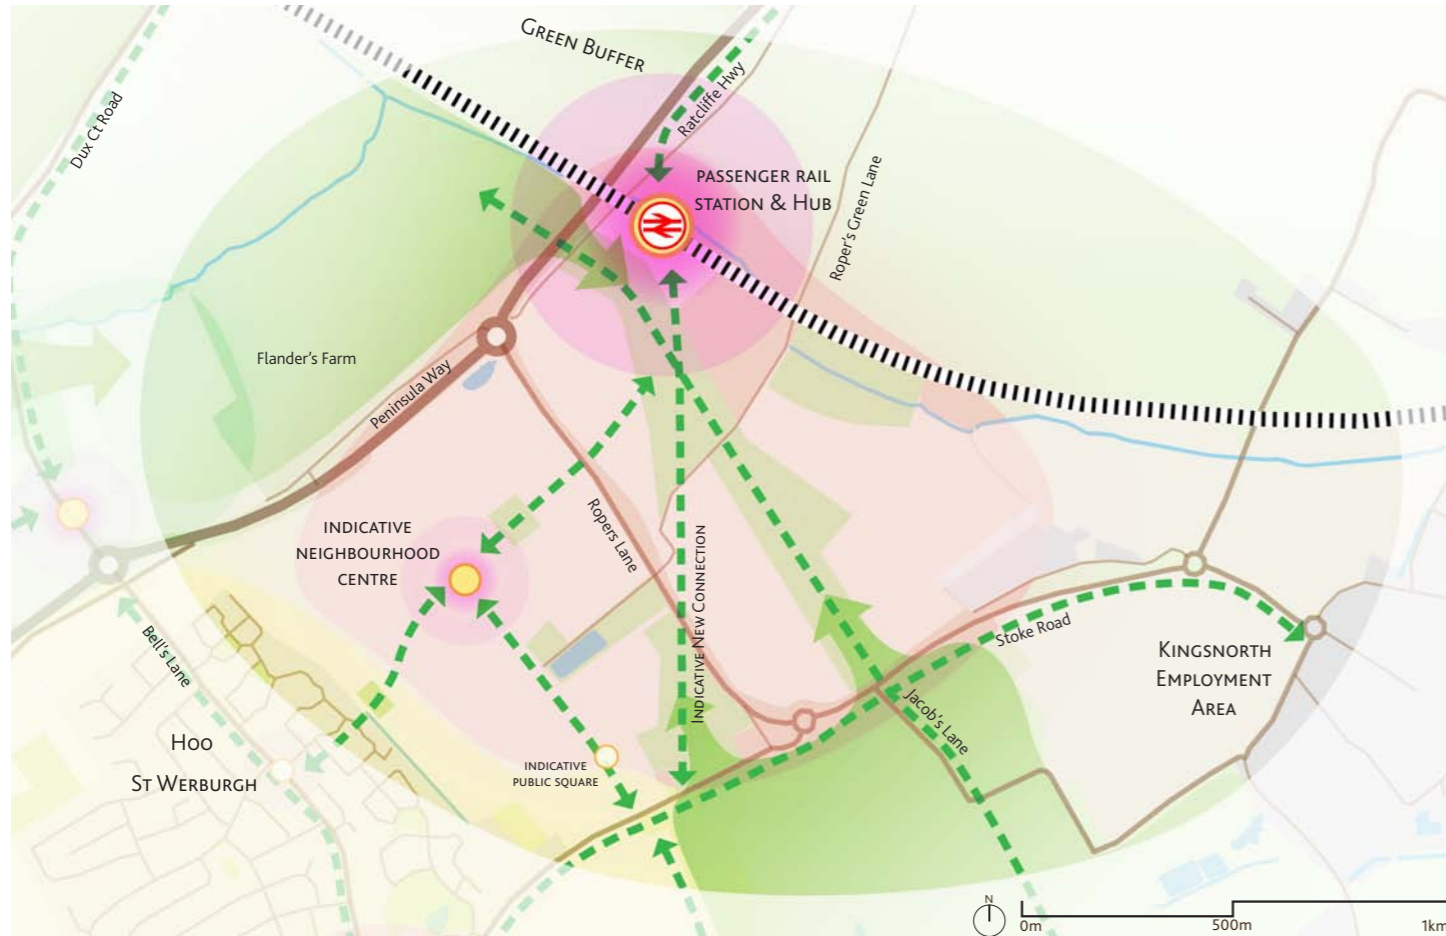 Green Buffer
Dux Ct Road
Ratcliffe Hwy
passenger rail
station & Hub
Roper's Green Lane
Flander's Farm
Peninsula Way
indicative
neighbourhood
centre
Ropers Lane
Indicative New Connection
Bell's Lane
Stoke Road
Kingsnorth
Employment
Area
Jacob's Lane
Hoo
St Werburgh
indicative
public square
N
0m
500m
1km